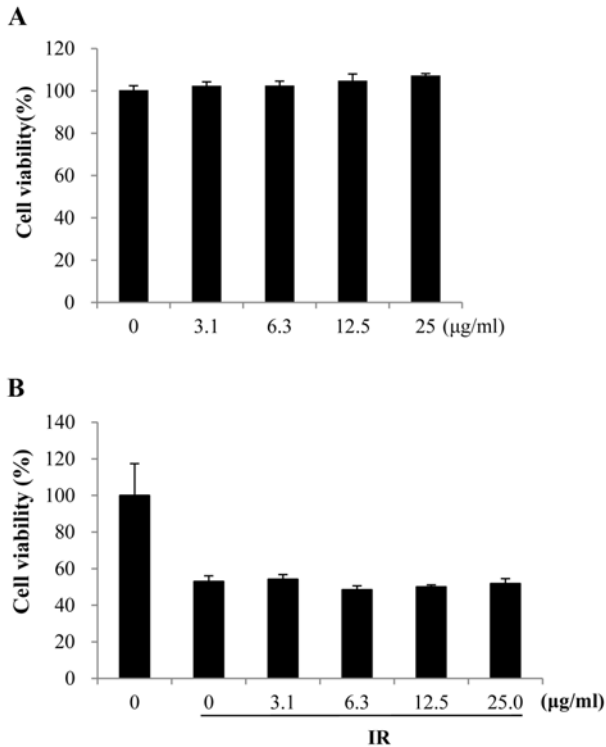 A
Cell viability(%)
120
100
80
60
40
20
0
0 3.1 6.3 12.5 25 (μg/ml)
B
Cell viability (%)
140
120
100
80
60
40
20
0
0 0 3.1 6.3 12.5 25.0 (μg/ml)
IR